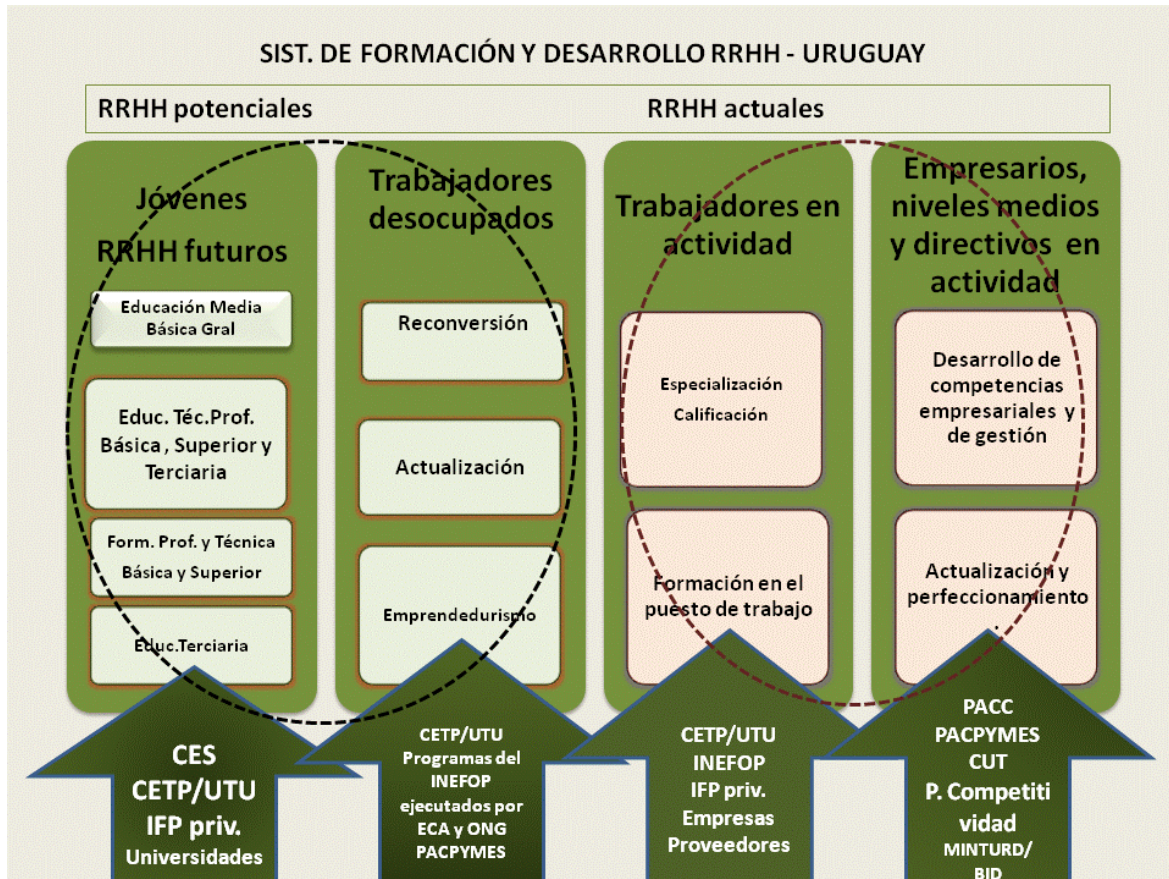 SIST. DE FORMACIÓN Y DESARROLLO RRHH - URUGUAY
RRHH potenciales
RRHH actuales
Jóvenes
RRHH futuros
Educación Media
Básica Gral
Educ. Téc.Prof.
Básica , Superior y
Terciaria
Form. Prof. y Técnica
Básica y Superior
Educ.Terciaria
CES
CETP/UTU
IFP priv.
Universidades
Trabajadores
desocupados
Reconversión
Actualización
Emprendedurismo
CETP/UTU
Programas del
INEFOP
ejecutados por
ECA y ONG
PACPYMES
Trabajadores en
actividad
Especialización
Calificación
Formación en el
puesto de trabajo
CETP/UTU
INEFOP
IFP priv.
Empresas
Proveedores
Empresarios,
niveles medios
y directivos en
actividad
Desarrollo de
competencias
empresariales y
de gestión
Actualización y
perfeccionamiento
.
PACC
PACPYMES
CUT
P. Competiti
vidad
MINTURD/
BID